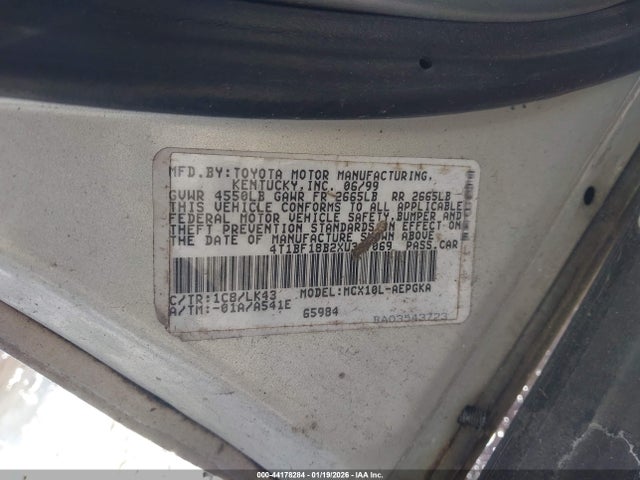 MFD. BY: TOYOTA MOTOR MANUFACTURING,
KENTUCKY, INC. 06/99
GVWR 4550LB GAWR FR 2665LB RR 2665LB
THIS VEHICLE CONFORMS TO ALL APPLICABLE
FEDERAL MOTOR VEHICLE SAFETY, BUMPER AND
THEFT PREVENTION STANDARDS IN EFFECT ON
THE DATE OF MANUFACTURE SHOWN ABOVE.
PASS.CAR
C/TR: 1C8/LK43 MODEL: MCX10L-AEPGKA
A/TM: -01A/A541E
65984 BA03543723
000-44178284 | 01/19/2026 - IAAI.COM